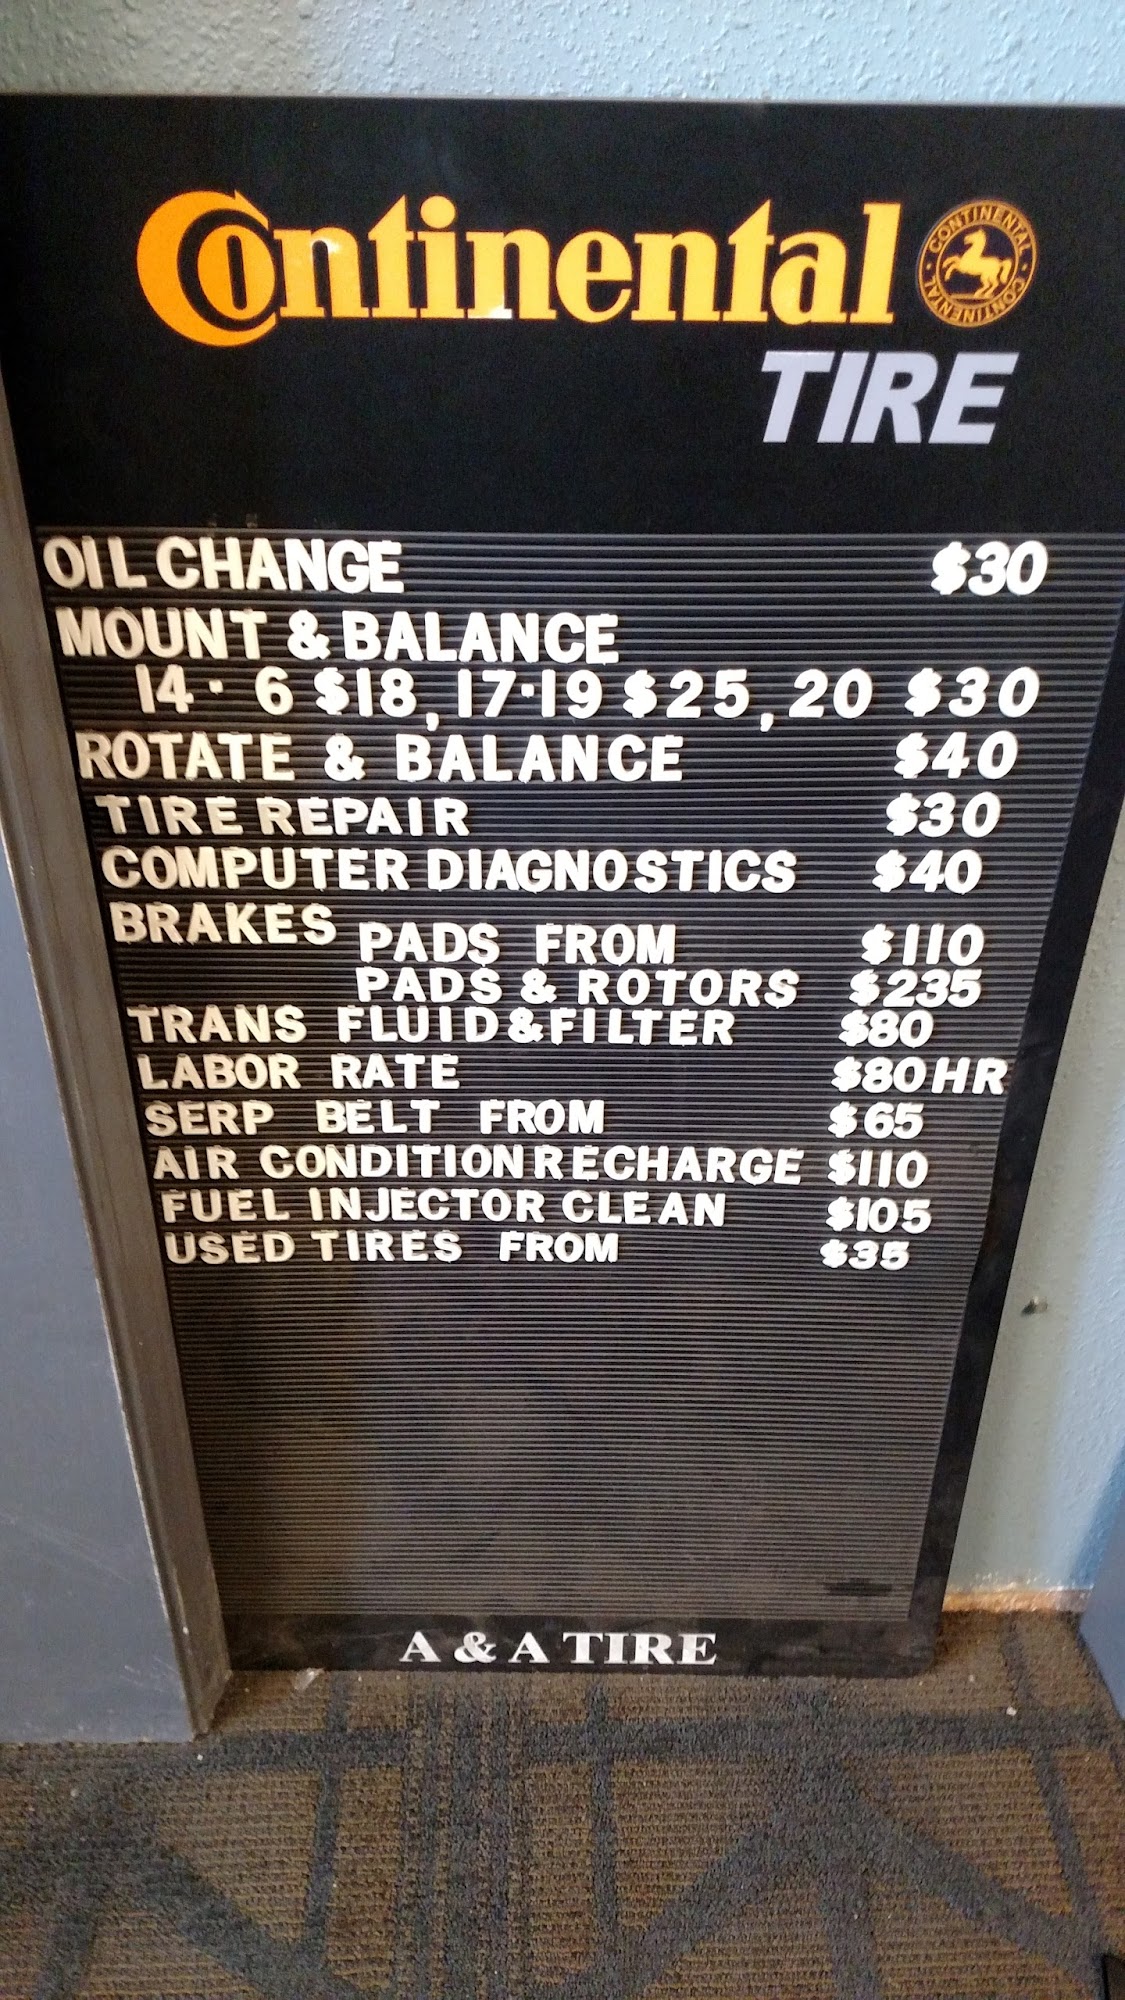 Continental
CONTINENTAL CONTINENTAL
TIRE
OIL CHANGE $30
MOUNT & BALANCE
14· 6 $18, 17·19 $25, 20 $30
ROTATE & BALANCE $40
TIRE REPAIR $30
COMPUTER DIAGNOSTICS $40
BRAKES PADS FROM $110
PADS & ROTORS $235
TRANS FLUID & FILTER $80
LABOR RATE $80 HR
SERP BELT FROM $65
AIR CONDITION RECHARGE $110
FUEL INJECTOR CLEAN $105
USED TIRES FROM $35
A & A TIRE